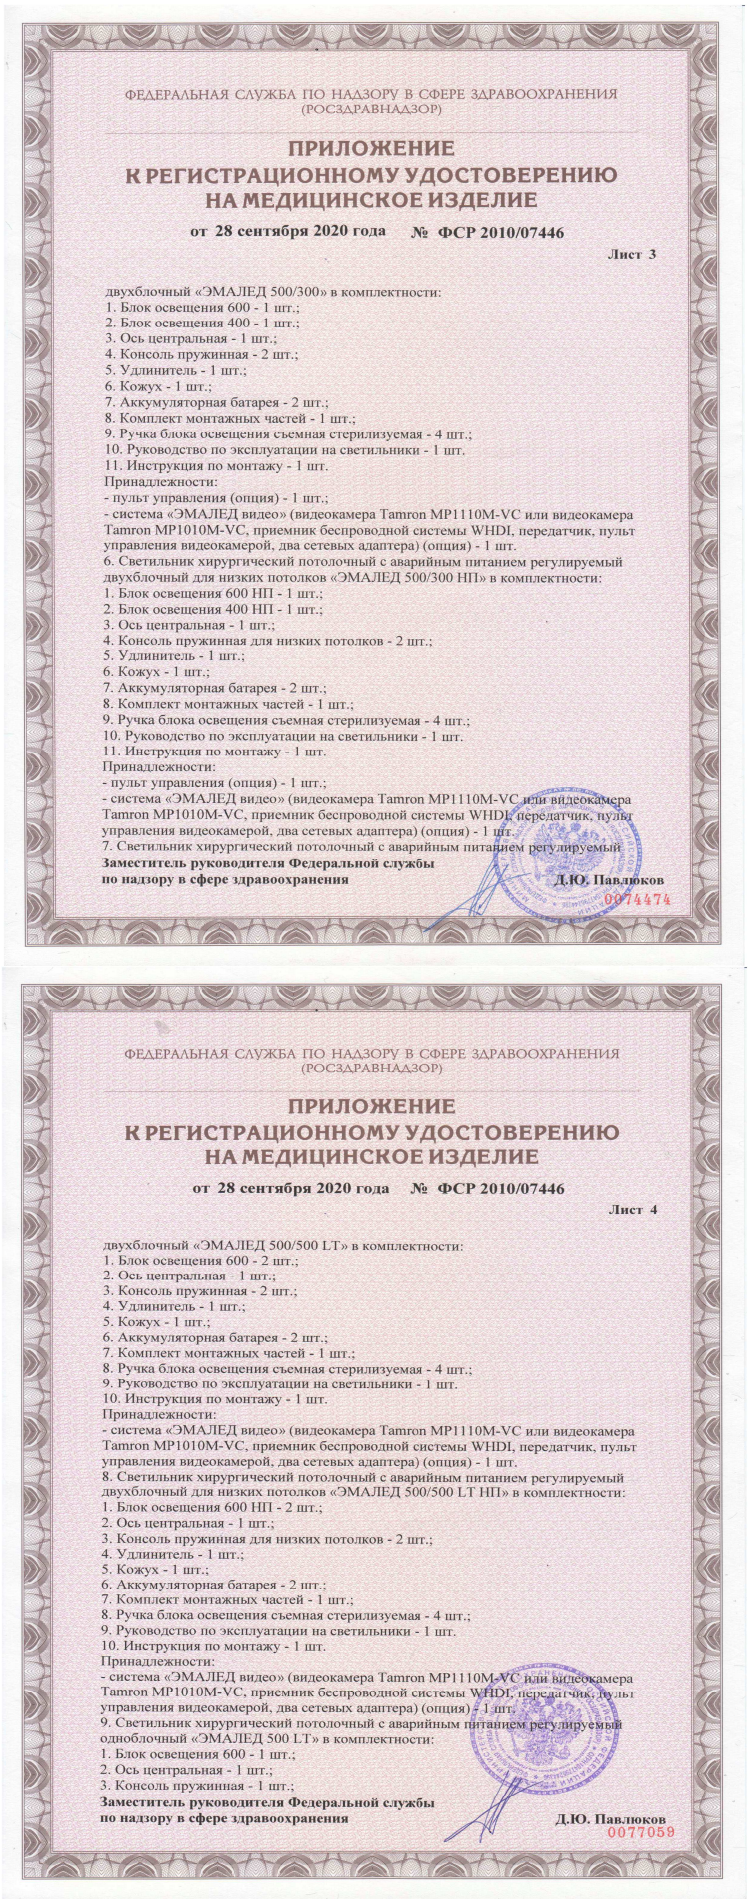 ФЕДЕРАЛЬНАЯ СЛУЖБА ПО НАДЗОРУ В СФЕРЕ ЗДРАВООХРАНЕНИЯ
(РОСЗДРАВНАДЗОР)
ПРИЛОЖЕНИЕ
К РЕГИСТРАЦИОННОМУ УДОСТОВЕРЕНИЮ
НА МЕДИЦИНСКОЕ ИЗДЕЛИЕ
от 28 сентября 2020 года № ФСР 2010/07446
Лист 3
двухблочный «ЭМАЛЕД 500/300» в комплектности:
1. Блок освещения 600 - 1 шт.;
2. Блок освещения 400 - 1 шт.;
3. Ось центральная - 1 шт.;
4. Консоль пружинная - 2 шт.;
5. Удлинитель - 1 шт.;
6. Кожух - 1 шт.;
7. Аккумуляторная батарея - 2 шт.;
8. Комплект монтажных частей - 1 шт.;
9. Ручка блока освещения съемная стерилизуемая - 4 шт.;
10. Руководство по эксплуатации на светильники - 1 шт.
11. Инструкция по монтажу - 1 шт.
Принадлежности:
- пульт управления (опция) - 1 шт.;
- система «ЭМАЛЕД видео» (видеокамера Tamron MP1110M-VC или видеокамера
Tamron MP1010M-VC, приемник беспроводной системы WHDI, передатчик, пульт
управления видеокамерой, два сетевых адаптера) (опция) - 1 шт.
6. Светильник хирургический потолочный с аварийным питанием регулируемый
двухблочный для низких потолков «ЭМАЛЕД 500/300 НП» в комплектности:
1. Блок освещения 600 НП - 1 шт.;
2. Блок освещения 400 НП - 1 шт.;
3. Ось центральная - 1 шт.;
4. Консоль пружинная для низких потолков - 2 шт.;
5. Удлинитель - 1 шт.;
6. Кожух - 1 шт.;
7. Аккумуляторная батарея - 2 шт.;
8. Комплект монтажных частей - 1 шт.;
9. Ручка блока освещения съемная стерилизуемая - 4 шт.;
10. Руководство по эксплуатации на светильники - 1 шт.
11. Инструкция по монтажу - 1 шт.
Принадлежности:
- пульт управления (опция) - 1 шт.;
- система «ЭМАЛЕД видео» (видеокамера Tamron MP1110M-VC или видеокамера
Tamron MP1010M-VC, приемник беспроводной системы WHDI, передатчик, пульт
управления видеокамерой, два сетевых адаптера) (опция) - 1 шт.
7. Светильник хирургический потолочный с аварийным питанием регулируемый
Заместитель руководителя Федеральной службы
по надзору в сфере здравоохранения Д.Ю. Павлюков
0074474
ФЕДЕРАЛЬНАЯ СЛУЖБА ПО НАДЗОРУ В СФЕРЕ ЗДРАВООХРАНЕНИЯ
(РОСЗДРАВНАДЗОР)
ПРИЛОЖЕНИЕ
К РЕГИСТРАЦИОННОМУ УДОСТОВЕРЕНИЮ
НА МЕДИЦИНСКОЕ ИЗДЕЛИЕ
от 28 сентября 2020 года № ФСР 2010/07446
Лист 4
двухблочный «ЭМАЛЕД 500/500 LT» в комплектности:
1. Блок освещения 600 - 2 шт.;
2. Ось центральная - 1 шт.;
3. Консоль пружинная - 2 шт.;
4. Удлинитель - 1 шт.;
5. Кожух - 1 шт.;
6. Аккумуляторная батарея - 2 шт.;
7. Комплект монтажных частей - 1 шт.;
8. Ручка блока освещения съемная стерилизуемая - 4 шт.;
9. Руководство по эксплуатации на светильники - 1 шт.
10. Инструкция по монтажу - 1 шт.
Принадлежности:
- система «ЭМАЛЕД видео» (видеокамера Tamron MP1110M-VC или видеокамера
Tamron MP1010M-VC, приемник беспроводной системы WHDI, передатчик, пульт
управления видеокамерой, два сетевых адаптера) (опция) - 1 шт.
8. Светильник хирургический потолочный с аварийным питанием регулируемый
двухблочный для низких потолков «ЭМАЛЕД 500/500 LT НП» в комплектности:
1. Блок освещения 600 НП - 2 шт.;
2. Ось центральная - 1 шт.;
3. Консоль пружинная для низких потолков - 2 шт.;
4. Удлинитель - 1 шт.;
5. Кожух - 1 шт.;
6. Аккумуляторная батарея - 2 шт.;
7. Комплект монтажных частей - 1 шт.;
8. Ручка блока освещения съемная стерилизуемая - 4 шт.;
9. Руководство по эксплуатации на светильники - 1 шт.
10. Инструкция по монтажу - 1 шт.
Принадлежности:
- система «ЭМАЛЕД видео» (видеокамера Tamron MP1110M-VC или видеокамера
Tamron MP1010M-VC, приемник беспроводной системы WHDI, передатчик, пульт
управления видеокамерой, два сетевых адаптера) (опция) - 1 шт.
9. Светильник хирургический потолочный с аварийным питанием регулируемый
одноблочный «ЭМАЛЕД 500 LT» в комплектности:
1. Блок освещения 600 - 1 шт.;
2. Ось центральная - 1 шт.;
3. Консоль пружинная - 1 шт.;
Заместитель руководителя Федеральной службы
по надзору в сфере здравоохранения Д.Ю. Павлюков
0077059